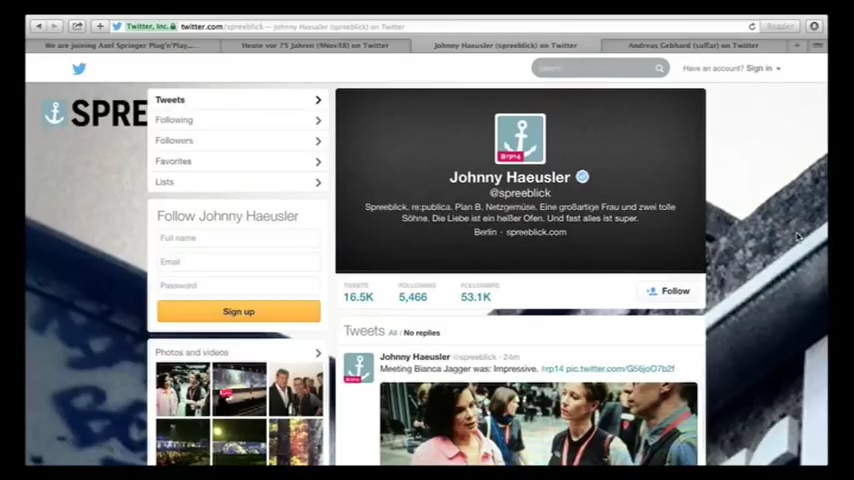 Twitter, Inc.
twitter.com/spreeblick — Johnny Haeusler (spreeblick) on Twitter
Reader
We are joining Axel Springer Plug'n'Play...
Heute vor 75 Jahren (9Nov38) on Twitter
Johnny Haeusler (spreeblick) on Twitter
Andreas Gebhard (suffar) on Twitter
Search
Have an account? Sign in
SPRE
Tweets
Following
Followers
Favorites
Lists
Follow Johnny Haeusler
Full name
Email
Password
Sign up
Photos and videos
#rp14
Johnny Haeusler
@spreeblick
Spreeblick. re:publica. Plan B. Netzgemüse. Eine großartige Frau und zwei tolle
Söhne. Die Liebe ist ein heißer Ofen. Und fast alles ist super.
Berlin · spreeblick.com
TWEETS FOLLOWING FOLLOWERS
16.5K 5,466 53.1K
Follow
Tweets All / No replies
Johnny Haeusler @spreeblick · 24m
Meeting Bianca Jagger was: Impressive. #rp14 pic.twitter.com/G56joO7b2f